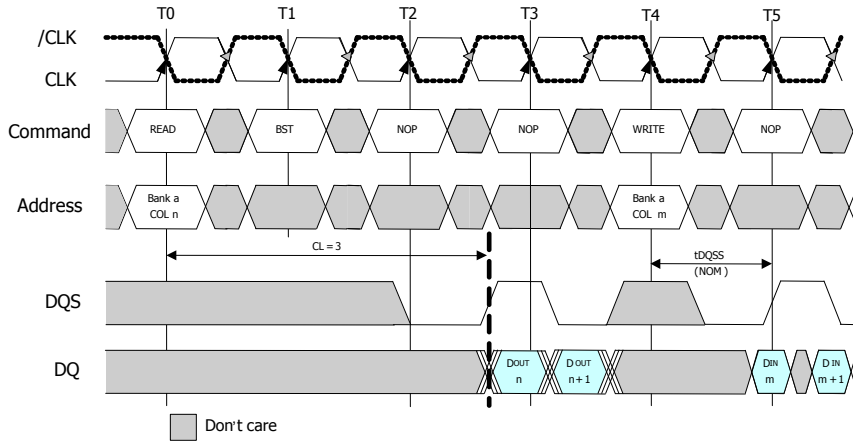 T0 T1 T2 T3 T4 T5
/CLK
CLK
Command READ BST NOP NOP WRITE NOP
Address Bank a COL n Bank a COL m
CL = 3
tDQSS
(NOM)
DQS
DQ DOUT n DOUT n+1 DIN m DIN m+1
Don't care